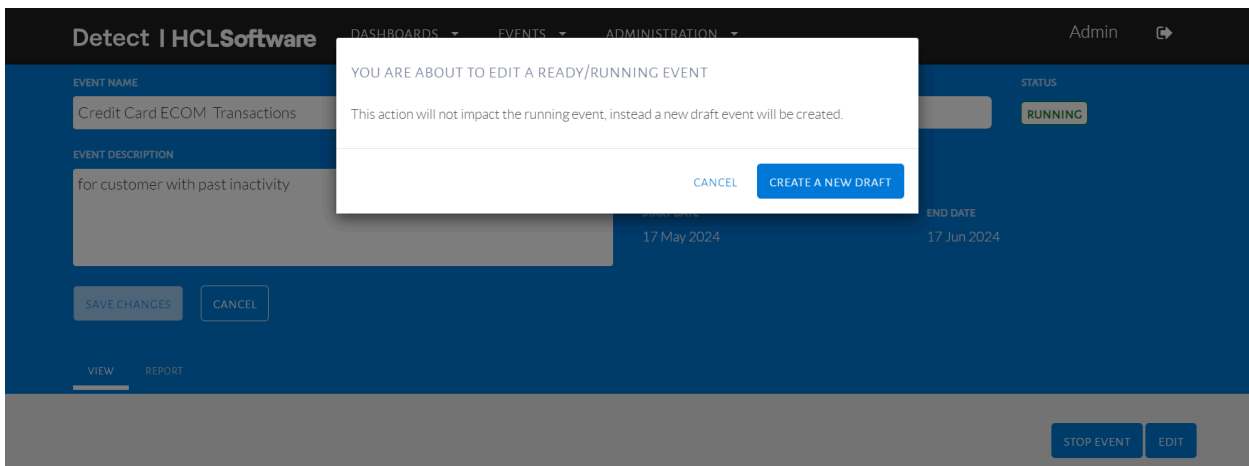 Detect | HCLSoftware
DASHBOARDS EVENTS ADMINISTRATION
Admin
YOU ARE ABOUT TO EDIT A READY/RUNNING EVENT
This action will not impact the running event, instead a new draft event will be created.
CANCEL CREATE A NEW DRAFT
EVENT NAME
Credit Card ECOM Transactions
STATUS
RUNNING
EVENT DESCRIPTION
for customer with past inactivity
START DATE
17 May 2024
END DATE
17 Jun 2024
SAVE CHANGES CANCEL
VIEW REPORT
STOP EVENT EDIT